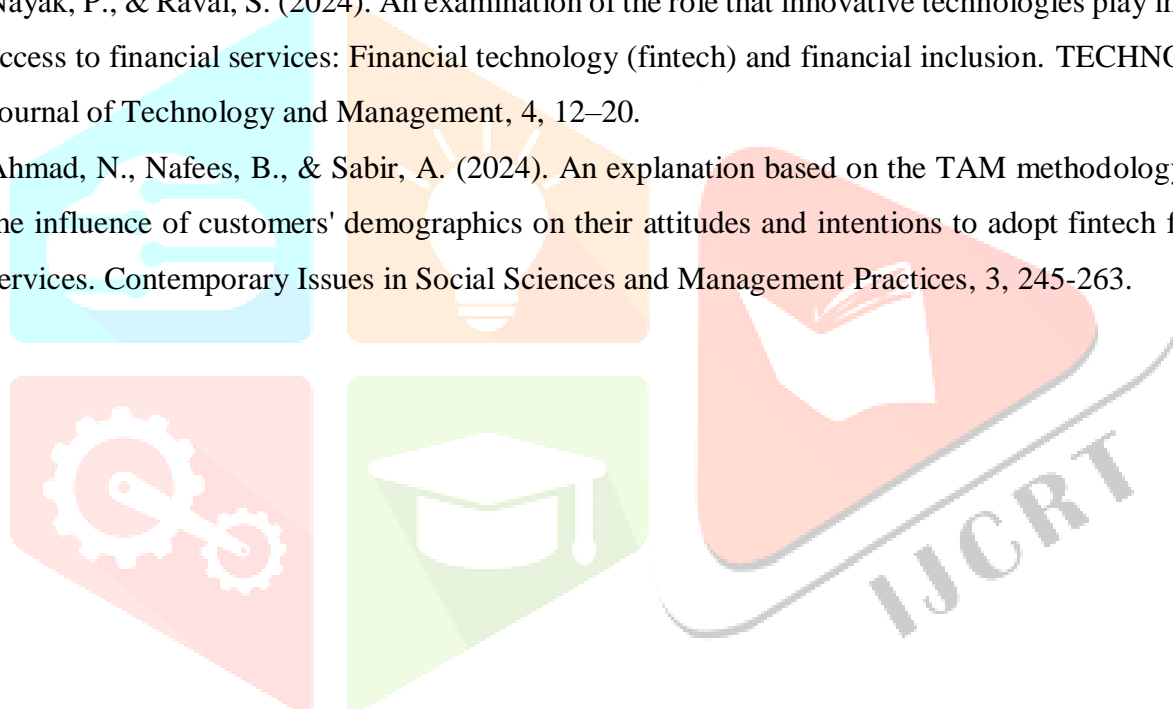 Nayak, P., & Raval, S. (2024). An examination of the role that innovative technologies play in
access to financial services: Financial technology (fintech) and financial inclusion. TECHNO
Journal of Technology and Management, 4, 12–20.
Ahmad, N., Nafees, B., & Sabir, A. (2024). An explanation based on the TAM methodology
the influence of customers' demographics on their attitudes and intentions to adopt fintech
services. Contemporary Issues in Social Sciences and Management Practices, 3, 245-263.
IJCRT